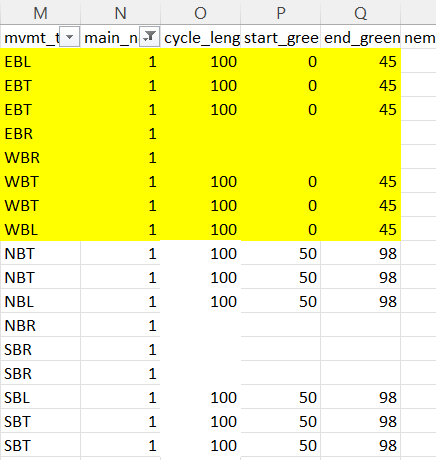 M N O P Q
mvmt_t main_n cycle_leng start_gree end_green nem
EBL 1 100 0 45
EBT 1 100 0 45
EBT 1 100 0 45
EBR 1
WBR 1
WBT 1 100 0 45
WBT 1 100 0 45
WBL 1 100 0 45
NBT 1 100 50 98
NBT 1 100 50 98
NBL 1 100 50 98
NBR 1
SBR 1
SBR 1
SBL 1 100 50 98
SBT 1 100 50 98
SBT 1 100 50 98